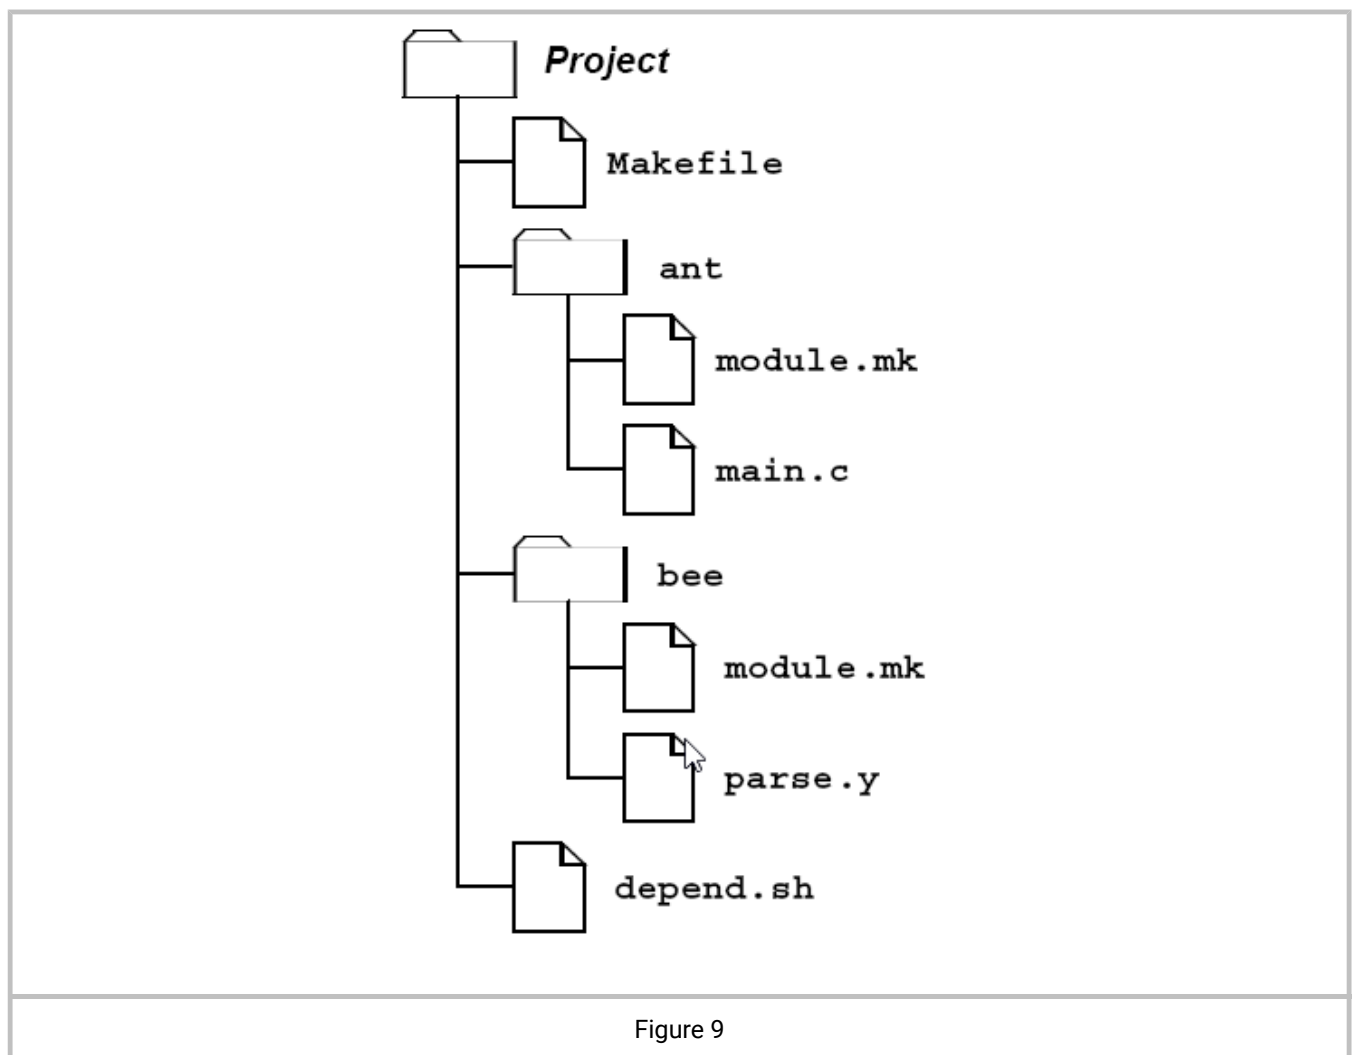 Project
Makefile
ant
module.mk
main.c
bee
module.mk
parse.y
depend.sh
Figure 9